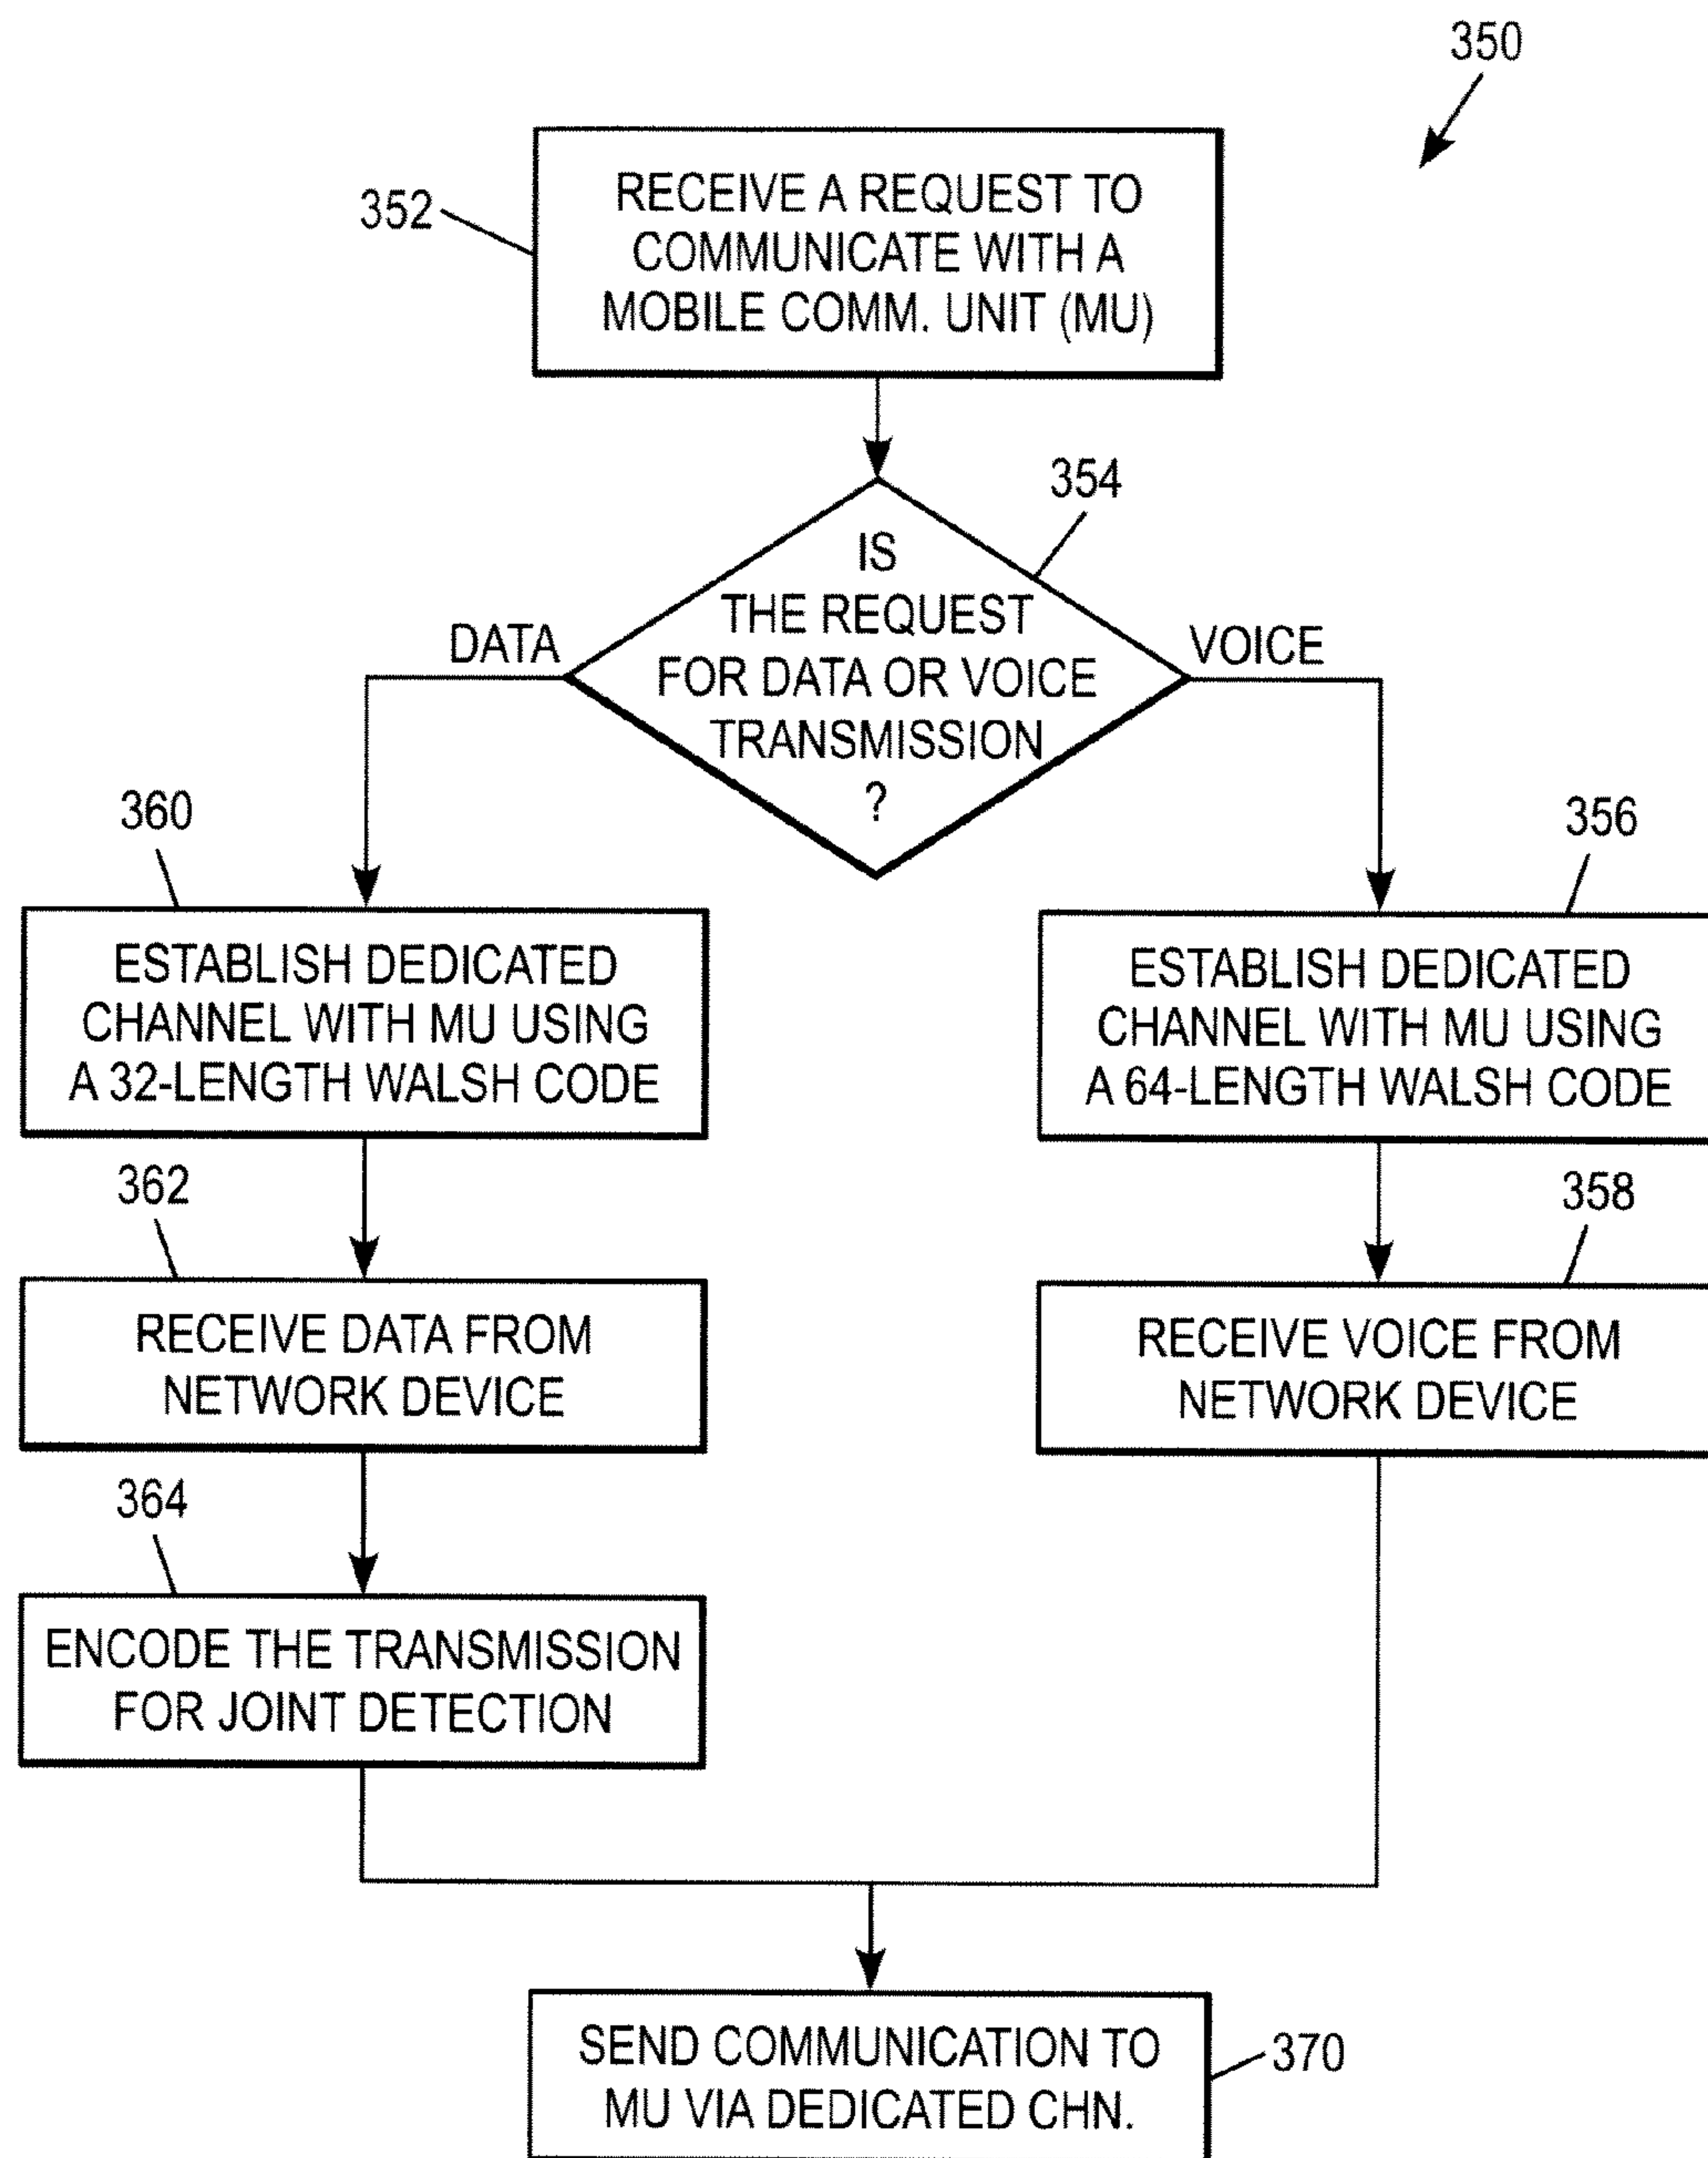 350
352
RECEIVE A REQUEST TO
COMMUNICATE WITH A
MOBILE COMM. UNIT (MU)
354
IS
THE REQUEST
FOR DATA OR VOICE
TRANSMISSION
?
DATA
VOICE
360
ESTABLISH DEDICATED
CHANNEL WITH MU USING
A 32-LENGTH WALSH CODE
356
ESTABLISH DEDICATED
CHANNEL WITH MU USING
A 64-LENGTH WALSH CODE
362
RECEIVE DATA FROM
NETWORK DEVICE
358
RECEIVE VOICE FROM
NETWORK DEVICE
364
ENCODE THE TRANSMISSION
FOR JOINT DETECTION
SEND COMMUNICATION TO
MU VIA DEDICATED CHN.
370